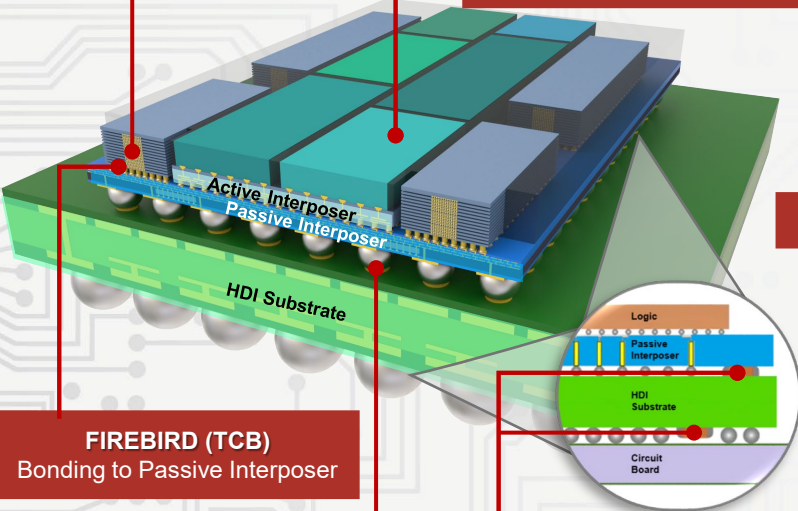 Active Interposer
Passive Interposer
HDI Substrate
Logic
Passive
Interposer
HDI
Substrate
Circuit
Board
FIREBIRD (TCB)
Bonding to Passive Interposer